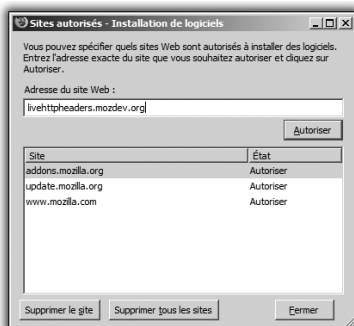 Sites autorisés - Installation de logiciels
Vous pouvez spécifier quels sites Web sont autorisés à installer des logiciels.
Entrez l'adresse exacte du site que vous souhaitez autoriser et cliquez sur
Autoriser.
Adresse du site Web :
livehttpheaders.mozdev.org
Autoriser
Site État
addons.mozilla.org Autoriser
update.mozilla.org Autoriser
www.mozilla.com Autoriser
Supprimer le site Supprimer tous les sites Fermer